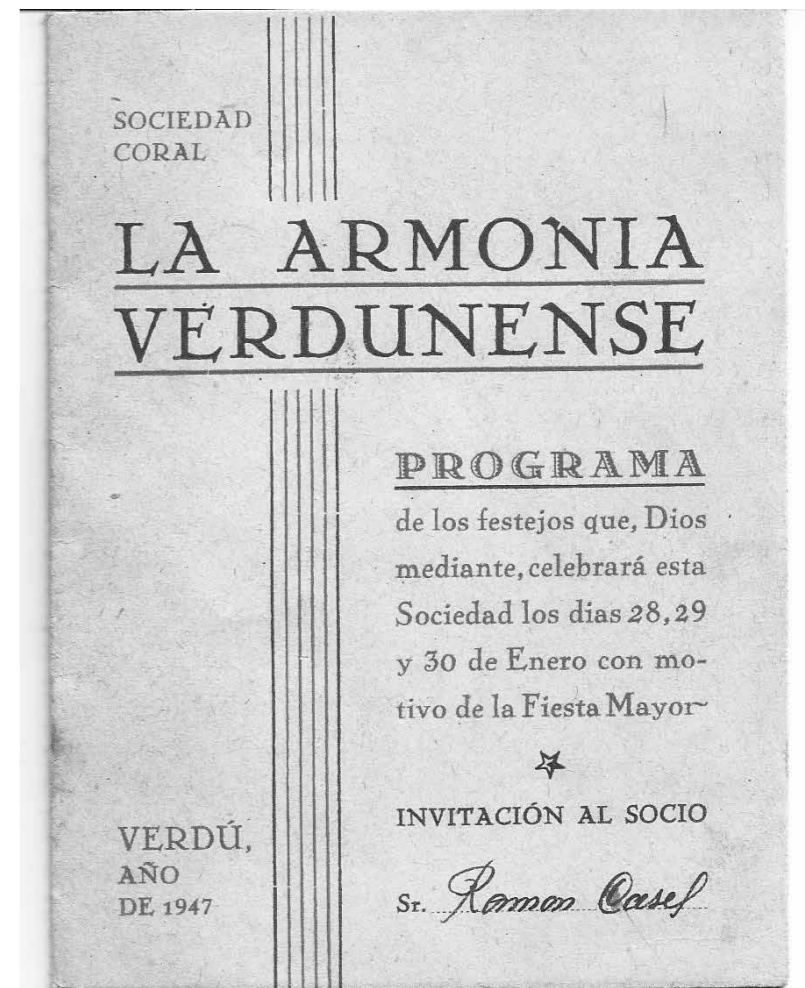 SOCIEDAD
CORAL
LA ARMONIA
VERDUNENSE
PROGRAMA
de los festejos que, Dios
mediante, celebrará esta
Sociedad los dias 28, 29
y 30 de Enero con mo-
tivo de la Fiesta Mayor~
INVITACIÓN AL SOCIO
Sr. Ramon Casel
VERDÚ,
AÑO
DE 1947